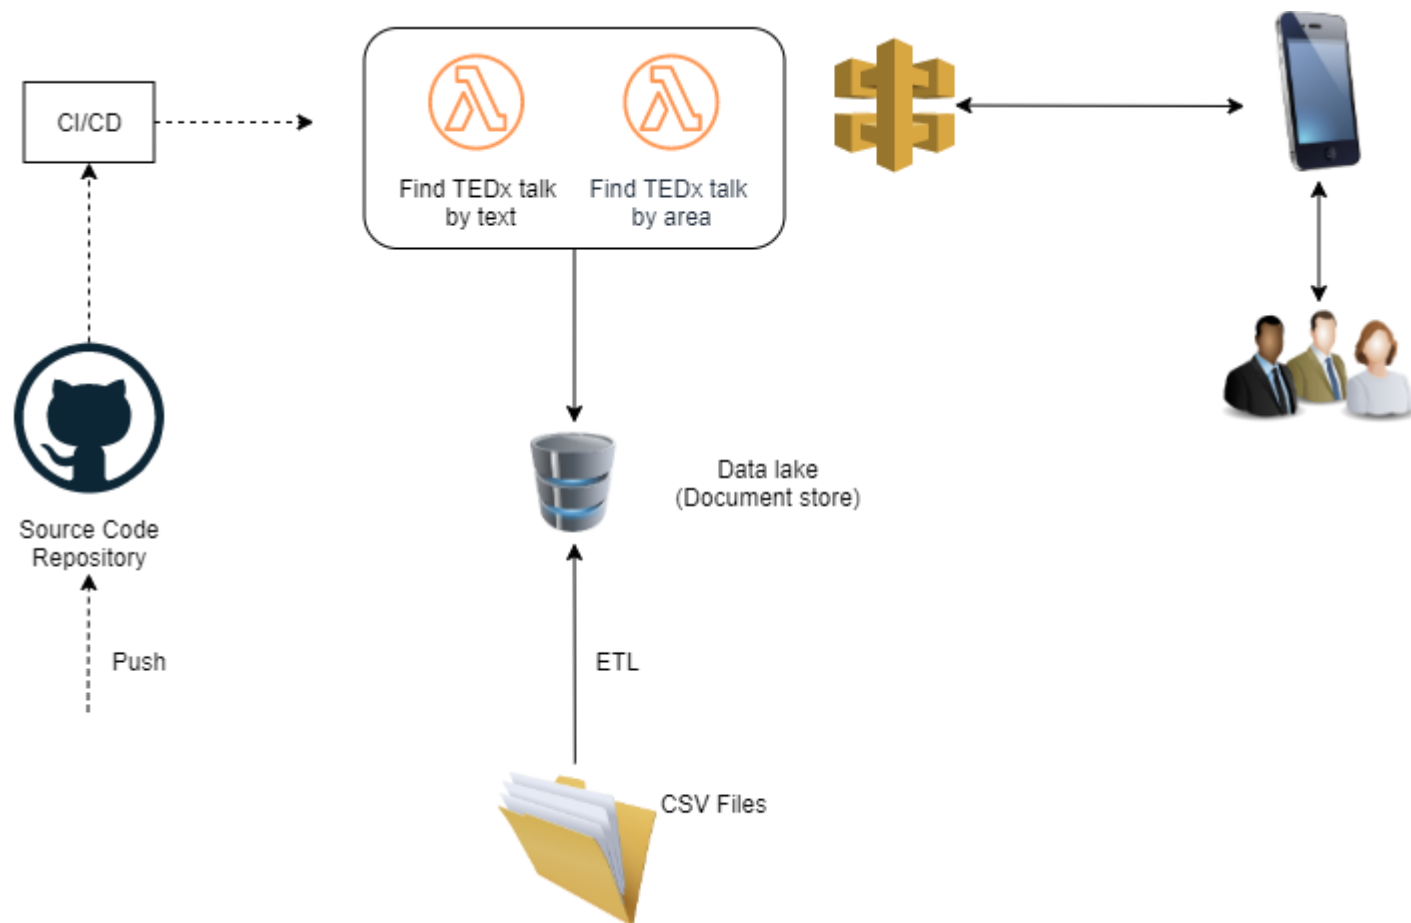 CI/CD
Find TEDx talk
by text
Find TEDx talk
by area
Data lake
(Document store)
Source Code
Repository
Push
ETL
CSV Files